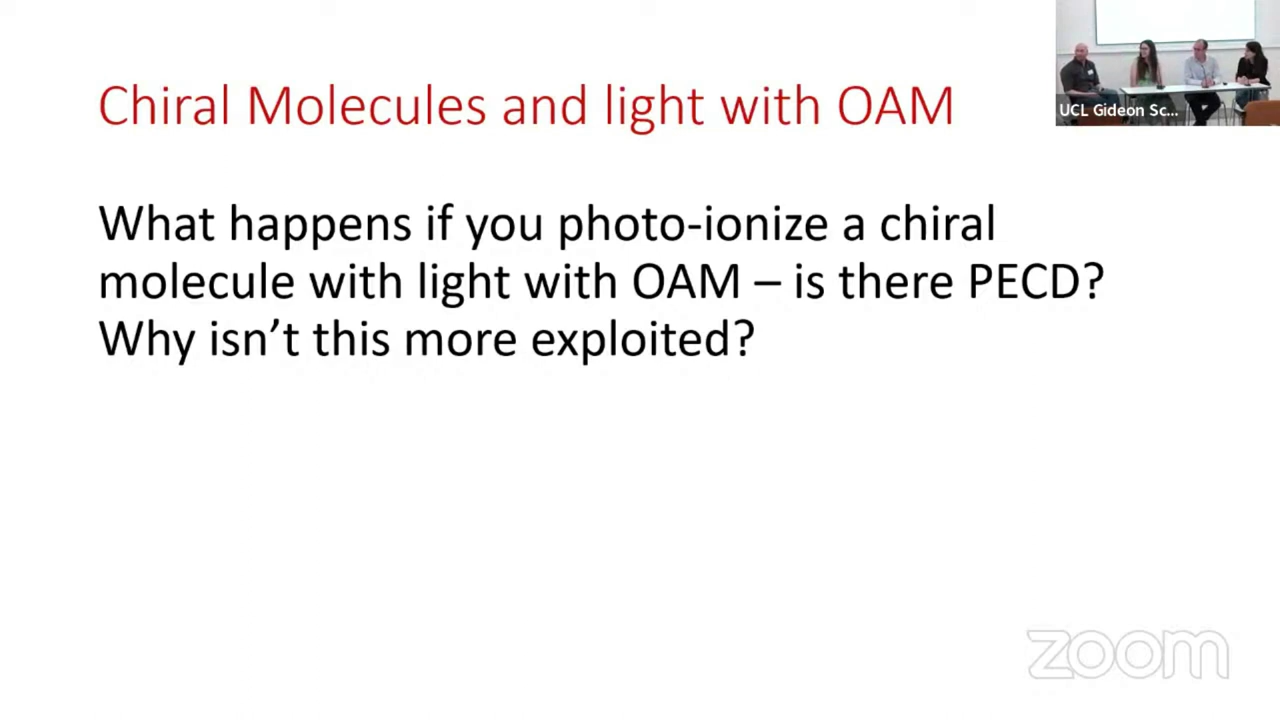 Chiral Molecules and light with OAM
UCL Gideon Sc...
What happens if you photo-ionize a chiral
molecule with light with OAM – is there PECD?
Why isn't this more exploited?
zoom